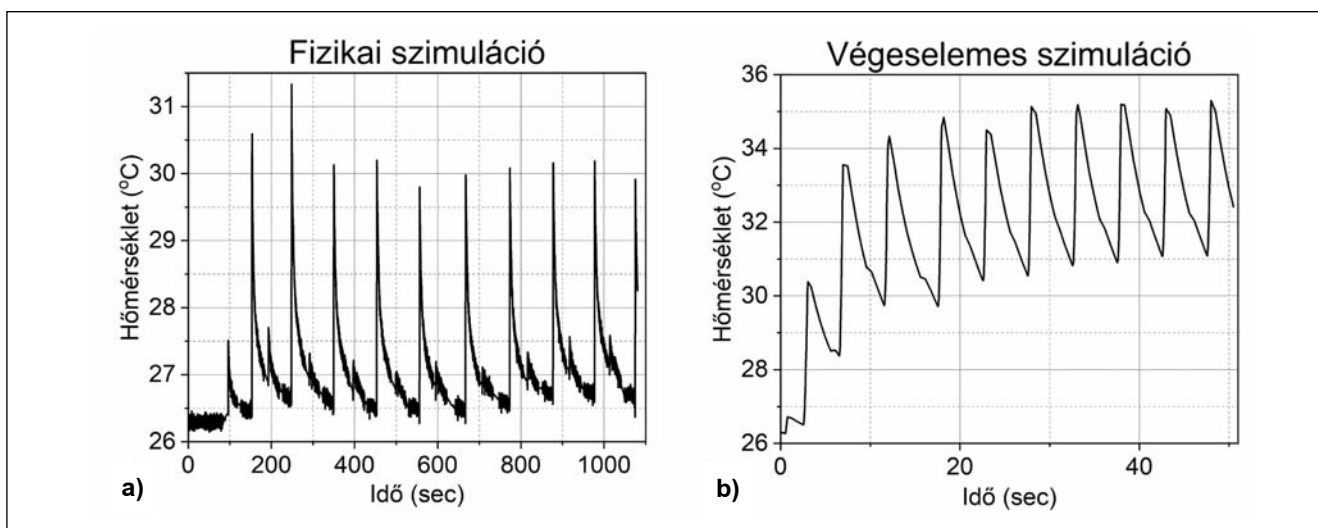 Fizikai szimuláció
Hőmérséklet (°C)
31
30
29
28
27
26
0 200 400 600 800 1000
Idő (sec)
a)
Végeselemes szimuláció
Hőmérséklet (°C)
36
34
32
30
28
26
0 20 40
Idő (sec)
b)